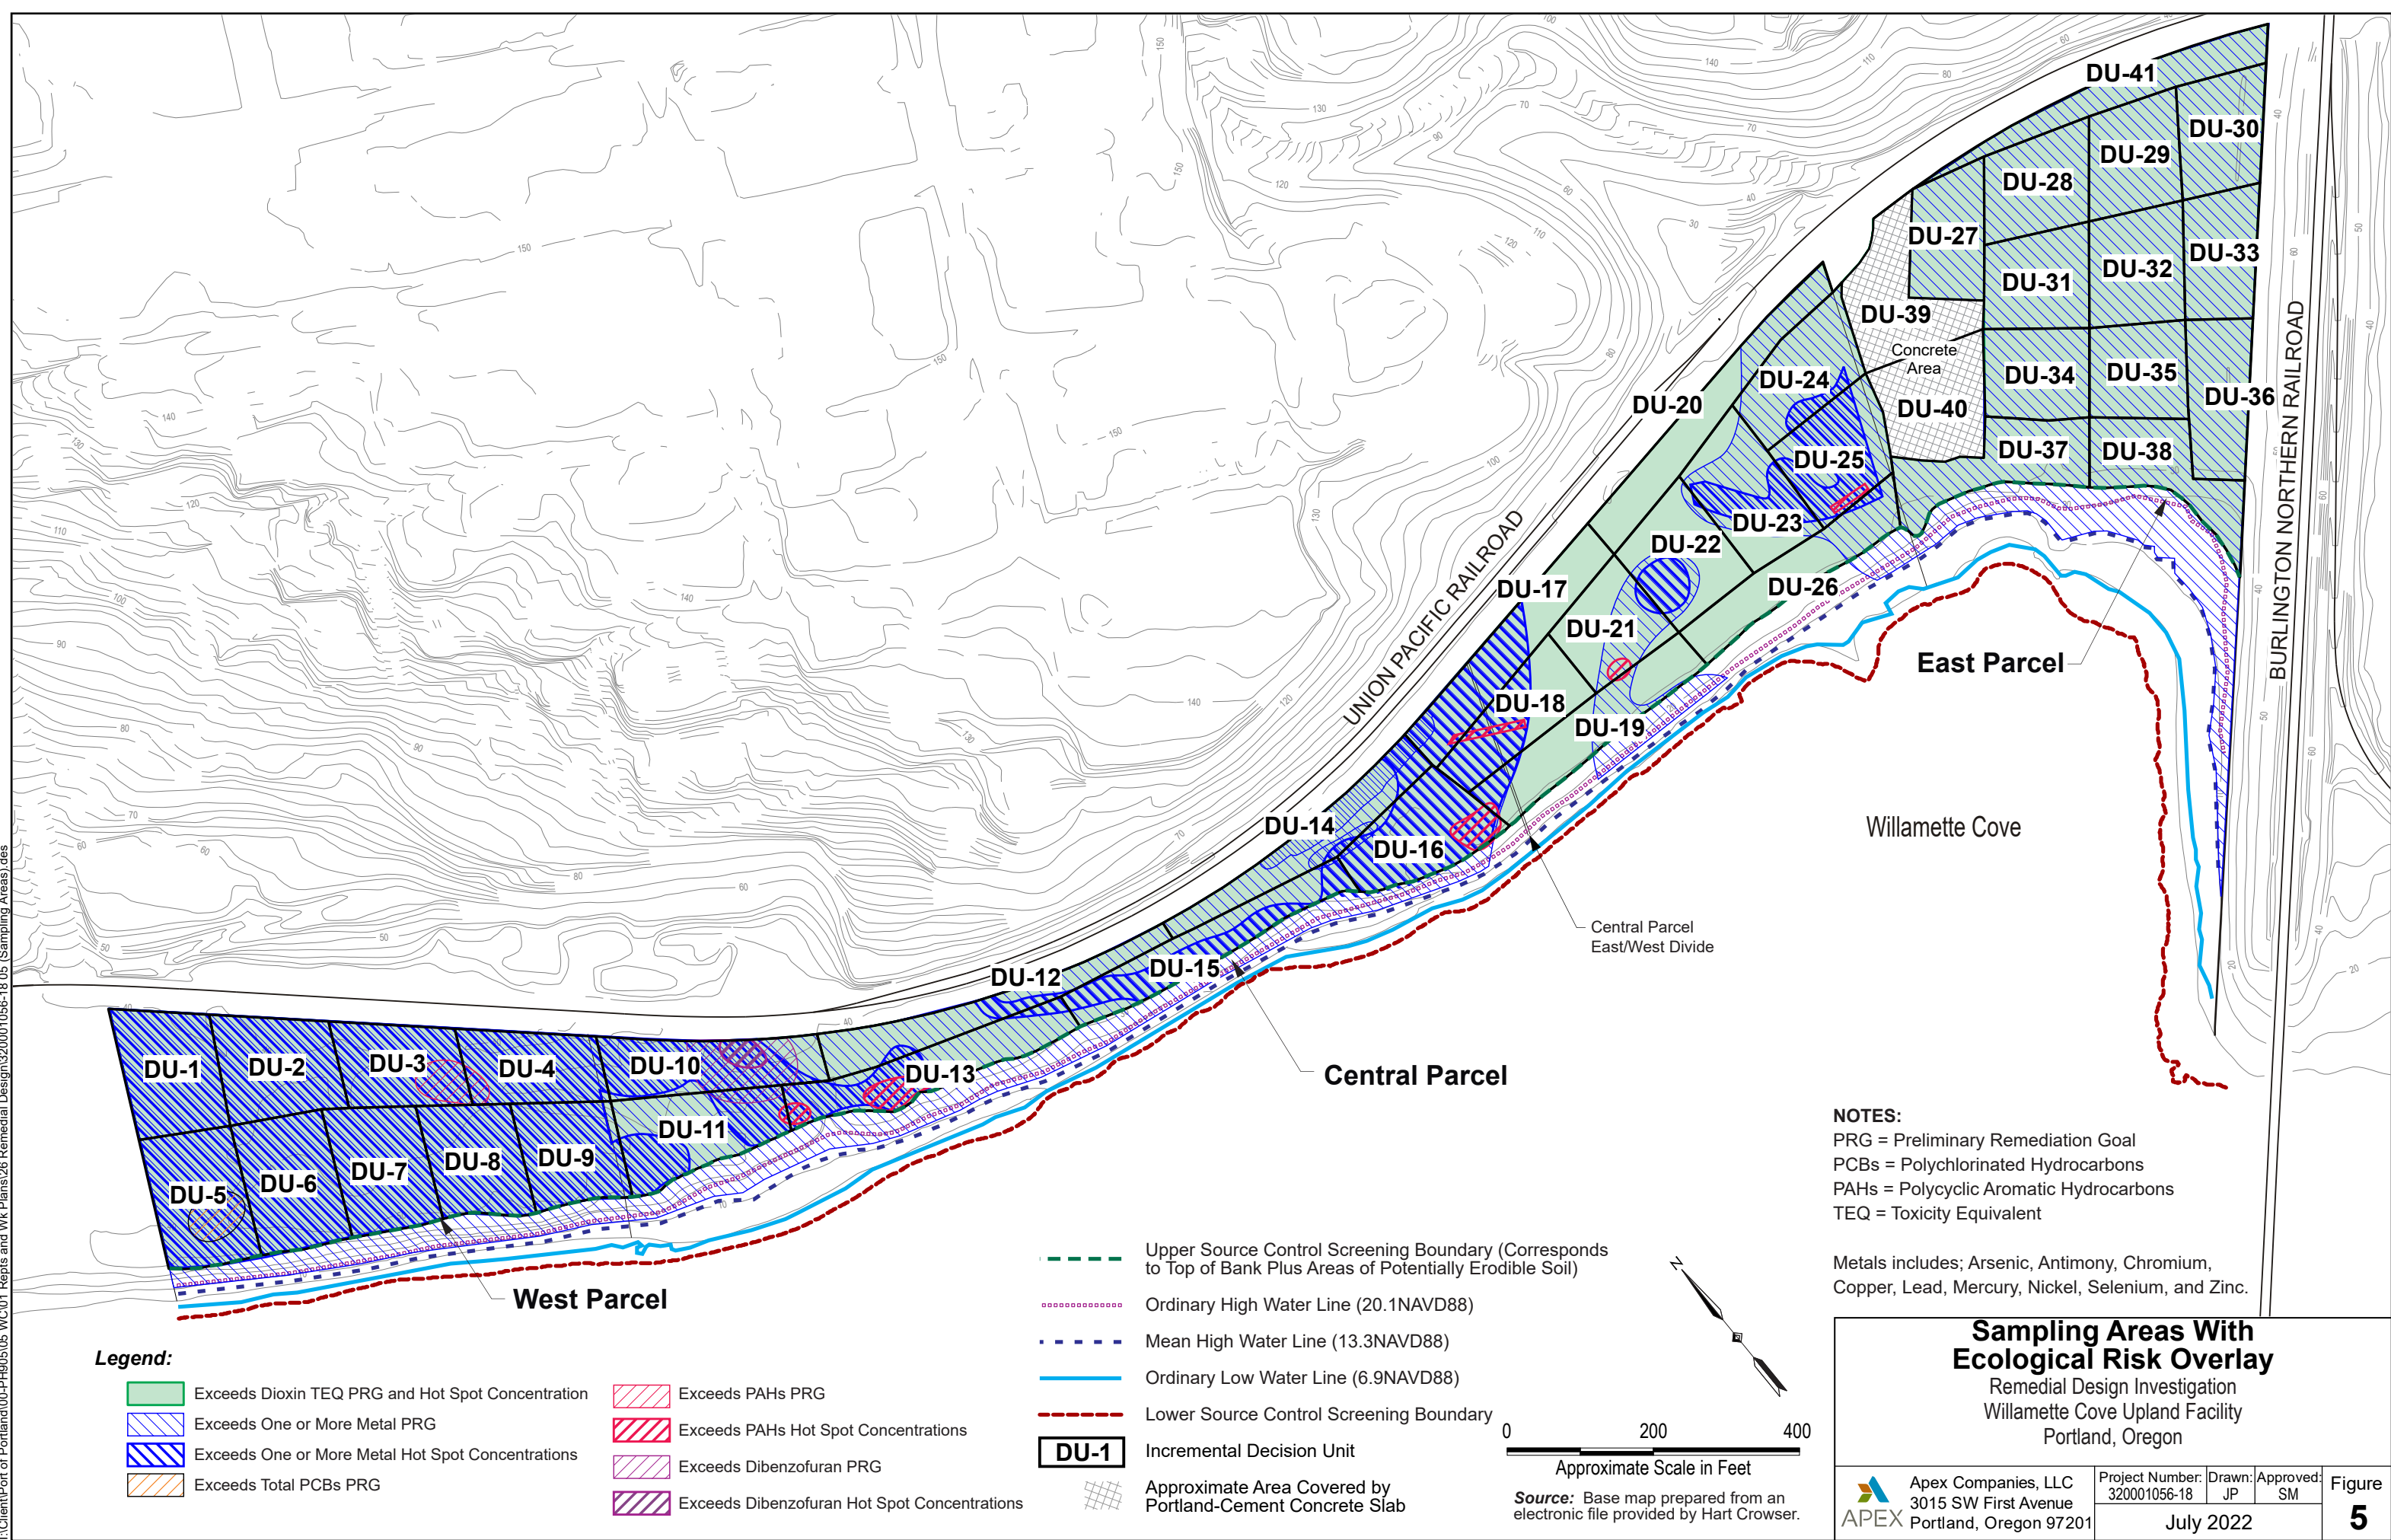 DU-41
DU-30
DU-29
DU-28
DU-27
DU-33
DU-32
DU-31
DU-39
Concrete
Area
DU-40
DU-34
DU-35
DU-36
DU-37
DU-38
DU-24
DU-20
DU-25
DU-23
DU-22
DU-26
DU-17
DU-21
DU-18
DU-19
DU-14
DU-16
DU-12
DU-15
DU-13
DU-10
DU-11
DU-1
DU-2
DU-3
DU-4
DU-5
DU-6
DU-7
DU-8
DU-9
UNION PACIFIC RAILROAD
BURLINGTON NORTHERN RAILROAD
East Parcel
Willamette Cove
Central Parcel
East/West Divide
Central Parcel
West Parcel
NOTES:
PRG = Preliminary Remediation Goal
PCBs = Polychlorinated Hydrocarbons
PAHs = Polycyclic Aromatic Hydrocarbons
TEQ = Toxicity Equivalent
Metals includes; Arsenic, Antimony, Chromium,
Copper, Lead, Mercury, Nickel, Selenium, and Zinc.
Legend:
Exceeds Dioxin TEQ PRG and Hot Spot Concentration
Exceeds One or More Metal PRG
Exceeds One or More Metal Hot Spot Concentrations
Exceeds Total PCBs PRG
Exceeds PAHs PRG
Exceeds PAHs Hot Spot Concentrations
Exceeds Dibenzofuran PRG
Exceeds Dibenzofuran Hot Spot Concentrations
Upper Source Control Screening Boundary (Corresponds
to Top of Bank Plus Areas of Potentially Erodible Soil)
Ordinary High Water Line (20.1NAVD88)
Mean High Water Line (13.3NAVD88)
Ordinary Low Water Line (6.9NAVD88)
Lower Source Control Screening Boundary
DU-1 Incremental Decision Unit
Approximate Area Covered by
Portland-Cement Concrete Slab
N
0 200 400
Approximate Scale in Feet
Source: Base map prepared from an
electronic file provided by Hart Crowser.
Sampling Areas With
Ecological Risk Overlay
Remedial Design Investigation
Willamette Cove Upland Facility
Portland, Oregon
APEX
Apex Companies, LLC
3015 SW First Avenue
Portland, Oregon 97201
Project Number: 320001056-18
Drawn: JP
Approved: SM
July 2022
Figure
5